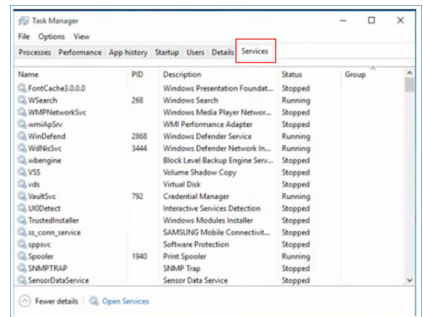 Task Manager
File Options View
Processes Performance App history Startup Users Details Services
Name PID Description Status Group
FontCache3.0.0.0 Windows Presentation Foundat... Stopped
WSearch 268 Windows Search Running
WMPNetworkSvc Windows Media Player Networ... Stopped
wmiApSrv WMI Performance Adapter Stopped
WinDefend 2868 Windows Defender Service Running
WdNisSvc 3444 Windows Defender Network In... Running
wbengine Block Level Backup Engine Serv... Stopped
VSS Volume Shadow Copy Stopped
vds Virtual Disk Stopped
VaultSvc 792 Credential Manager Running
UI0Detect Interactive Services Detection Stopped
TrustedInstaller Windows Modules Installer Stopped
ss_conn_service SAMSUNG Mobile Connectivit... Stopped
sppsvc Software Protection Stopped
Spooler 1940 Print Spooler Running
SNMPTRAP SNMP Trap Stopped
SensorDataService Sensor Data Service Stopped
Fewer details Open Services